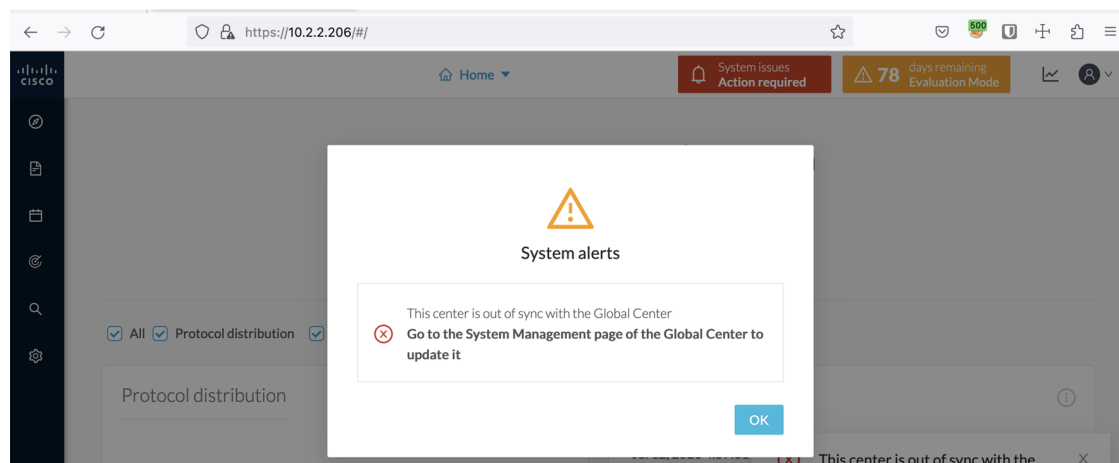 https://10.2.2.206/#/
500
CISCO
Home
System issues
Action required
78 days remaining
Evaluation Mode
System alerts
This center is out of sync with the Global Center
Go to the System Management page of the Global Center to
update it
All Protocol distribution
Protocol distribution
OK
This center is out of sync with the